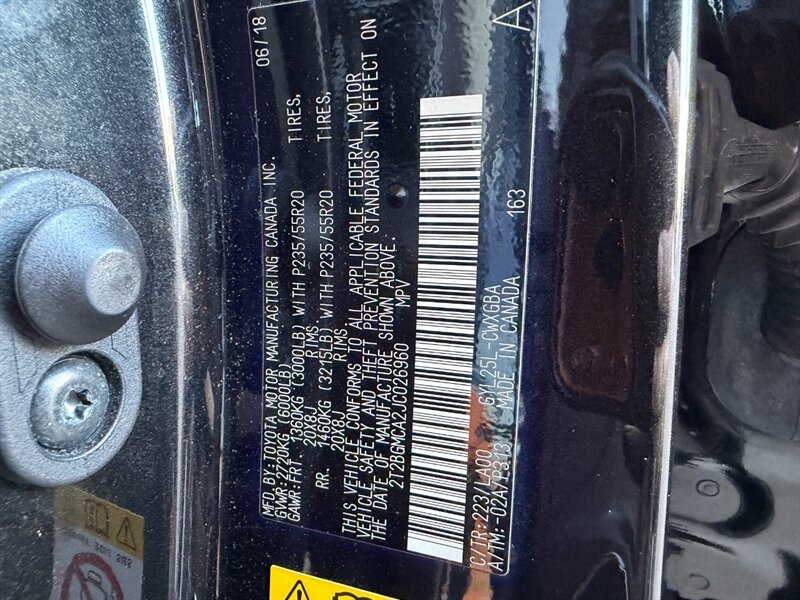 MFD.BY:TOYOTA MOTOR MANUFACTURING CANADA INC. 06/18
GVWR:2720KG (6000LB)
GAWR:FRT. 1360KG (3000LB) WITH P235/55R20 TIRES,
20X8J RIMS
RR. 1460KG (3215LB) WITH P235/55R20 TIRES,
20X8J RIMS.
THIS VEHICLE CONFORMS TO ALL APPLICABLE FEDERAL MOTOR
VEHICLE SAFETY AND THEFT PREVENTION STANDARDS IN EFFECT ON
THE DATE OF MANUFACTURE SHOWN ABOVE.
2T2BGMCA2JC026960 MPV
C/TR:223/LA00 GYL25L-CWXGBA 163 A
A/TM:-02A/P313 MADE IN CANADA